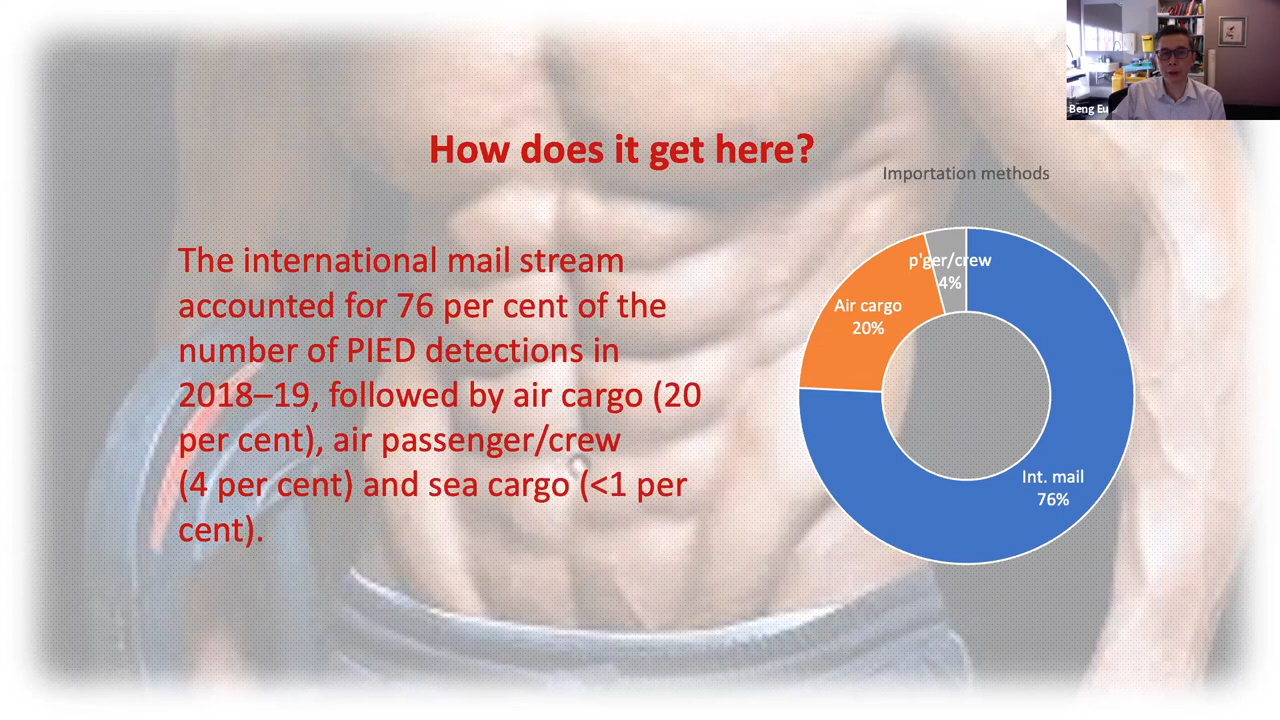 Beng Eu
How does it get here?
Importation methods
The international mail stream
accounted for 76 per cent of the
number of PIED detections in
2018–19, followed by air cargo (20
per cent), air passenger/crew
(4 per cent) and sea cargo (<1 per
cent).
p'ger/crew
4%
Air cargo
20%
Int. mail
76%